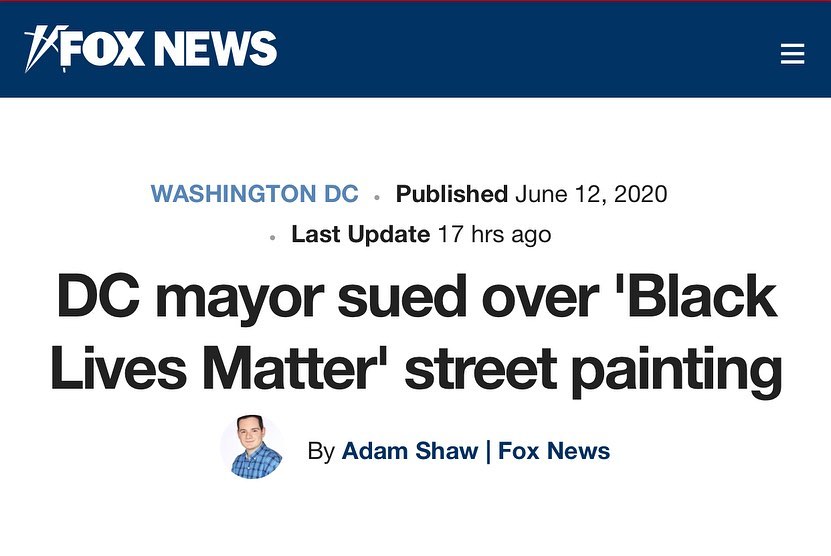 FOX NEWS
WASHINGTON DC • Published June 12, 2020
• Last Update 17 hrs ago
DC mayor sued over 'Black
Lives Matter' street painting
By Adam Shaw | Fox News